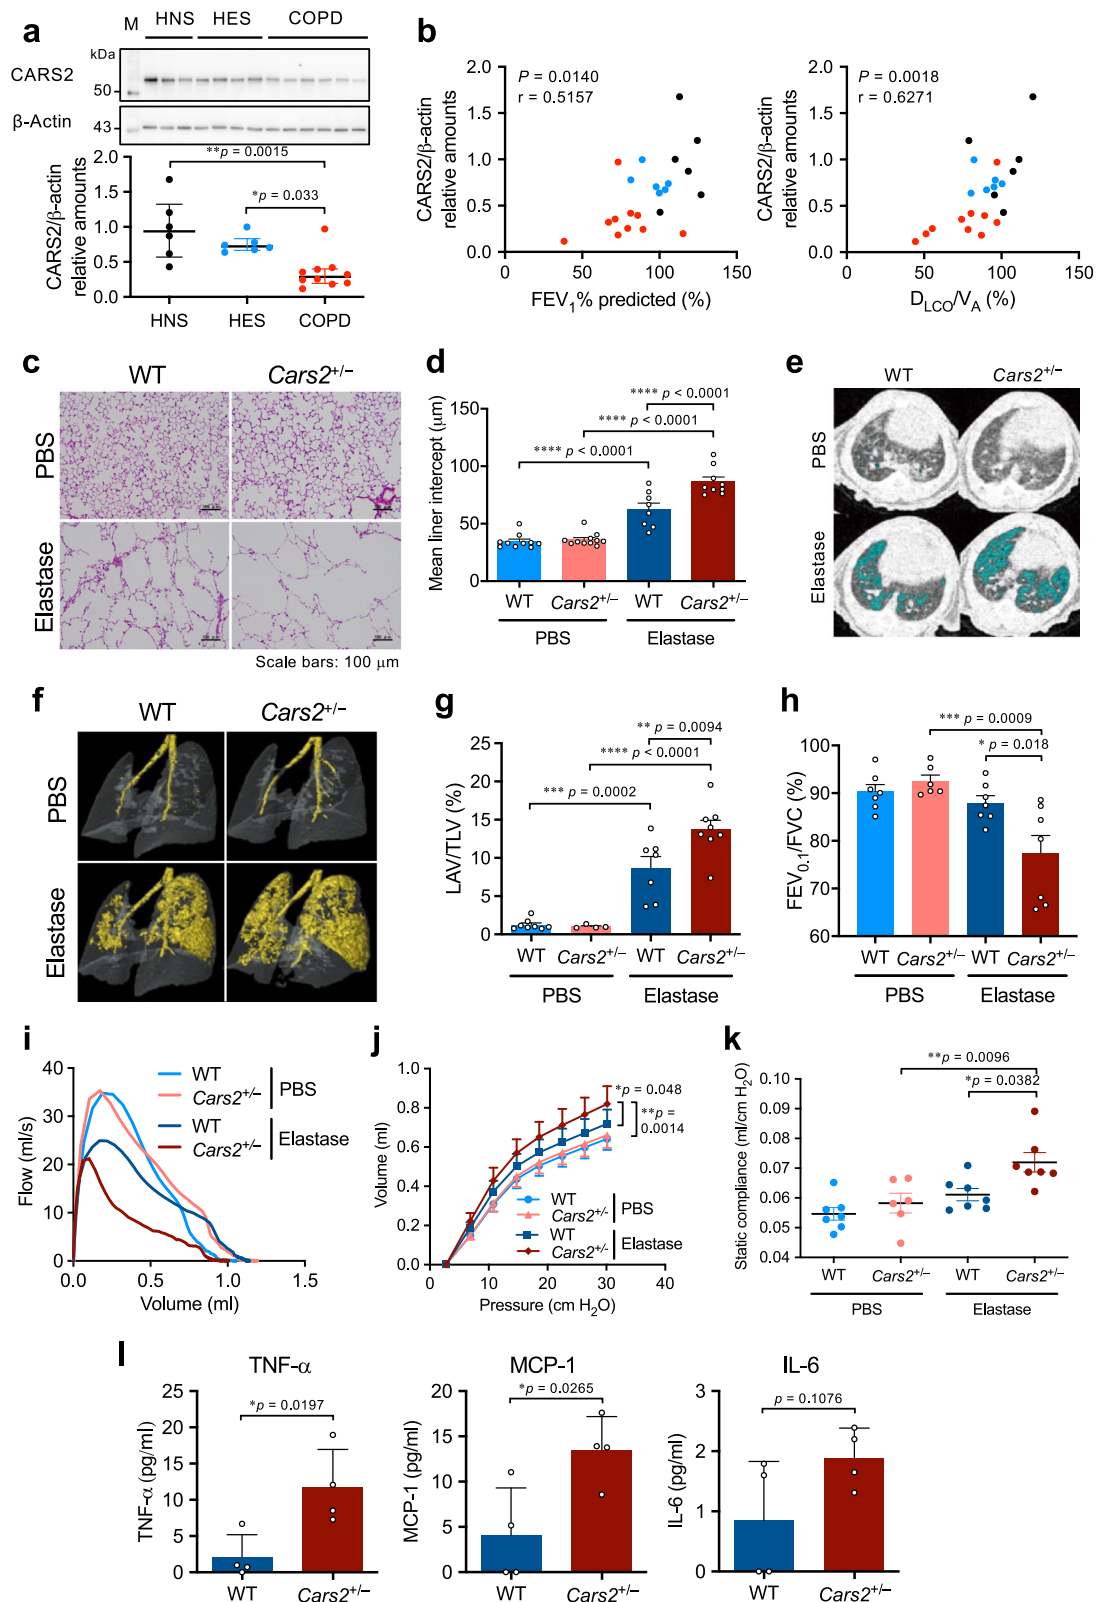 a
M HNS HES COPD
kDa
CARS2
50
β-Actin 43
**p = 0.0015
*p = 0.033
CARS2/β-actin
relative amounts
2.0
1.5
1.0
0.5
0.0
HNS HES COPD
b
P = 0.0140
r = 0.5157
CARS2/β-actin
relative amounts
2.0
1.5
1.0
0.5
0.0
0 50 100 150
FEV1% predicted (%)
P = 0.0018
r = 0.6271
CARS2/β-actin
relative amounts
2.0
1.5
1.0
0.5
0.0
0 50 100 150
DLCO/VA (%)
c
WT Cars2+/−
PBS
Elastase
100 μm
100 μm
100 μm
100 μm
Scale bars: 100 μm
d
**** p < 0.0001
**** p < 0.0001
**** p < 0.0001
Mean liner intercept (μm)
150
100
50
0
WT Cars2+/− WT Cars2+/−
PBS Elastase
e
WT Cars2+/−
PBS
Elastase
f
WT Cars2+/−
PBS
Elastase
g
** p = 0.0094
**** p < 0.0001
*** p = 0.0002
LAV/TLV (%)
25
20
15
10
5
0
WT Cars2+/− WT Cars2+/−
PBS Elastase
h
*** p = 0.0009
* p = 0.018
FEV0.1/FVC (%)
100
90
80
70
60
WT Cars2+/− WT Cars2+/−
PBS Elastase
i
Flow (ml/s)
40
30
20
10
0
0.0 0.5 1.0 1.5
Volume (ml)
WT
Cars2+/− PBS
WT
Cars2+/− Elastase
j
Volume (ml)
1.0
0.8
0.6
0.4
0.2
0.0
0 10 20 30 40
Pressure (cm H2O)
*p = 0.048
**p =
0.0014
WT
Cars2+/− PBS
WT
Cars2+/− Elastase
k
**p = 0.0096
*p = 0.0382
Static compliance (ml/cm H2O)
0.10
0.09
0.08
0.07
0.06
0.05
0.04
WT Cars2+/− WT Cars2+/−
PBS Elastase
l
TNF-α
*p = 0.0197
TNF-α (pg/ml)
25
20
15
10
5
0
WT Cars2+/−
MCP-1
*p = 0.0265
MCP-1 (pg/ml)
20
15
10
5
0
WT Cars2+/−
IL-6
p = 0.1076
IL-6 (pg/ml)
3
2
1
0
WT Cars2+/−